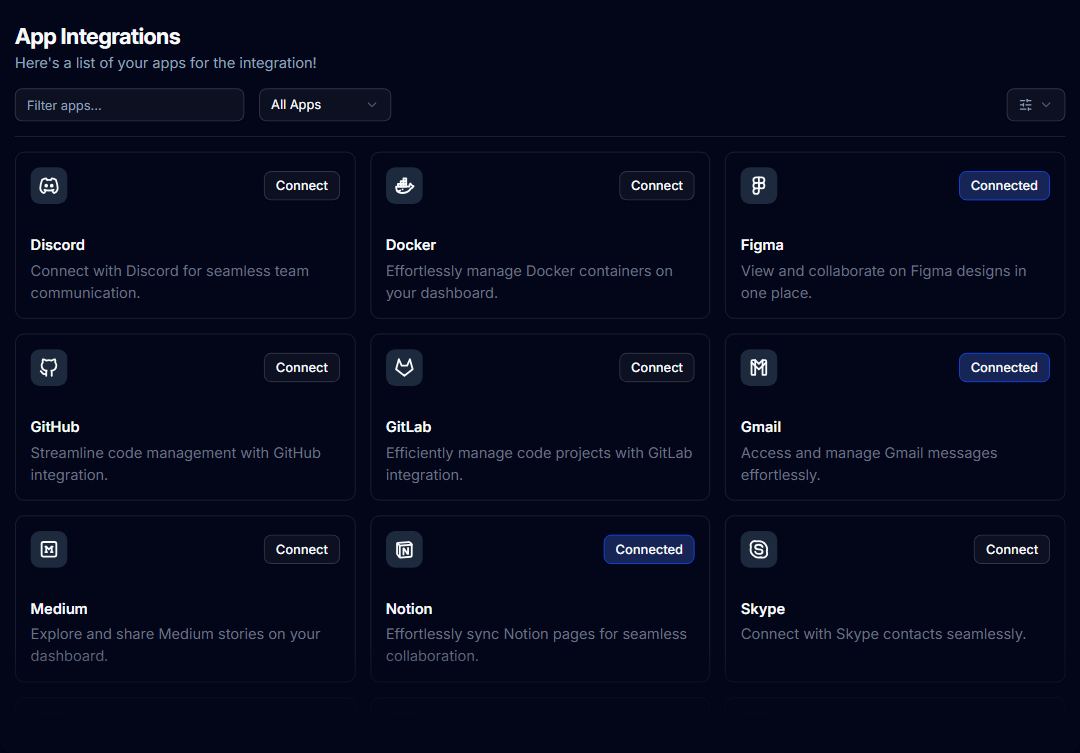 App Integrations
Here's a list of your apps for the integration!
Filter apps...
All Apps
Connect
Discord
Connect with Discord for seamless team
communication.
Connect
Docker
Effortlessly manage Docker containers on
your dashboard.
Connected
Figma
View and collaborate on Figma designs in
one place.
Connect
GitHub
Streamline code management with GitHub
integration.
Connect
GitLab
Efficiently manage code projects with GitLab
integration.
Connected
Gmail
Access and manage Gmail messages
effortlessly.
Connect
Medium
Explore and share Medium stories on your
dashboard.
Connected
Notion
Effortlessly sync Notion pages for seamless
collaboration.
Connect
Skype
Connect with Skype contacts seamlessly.